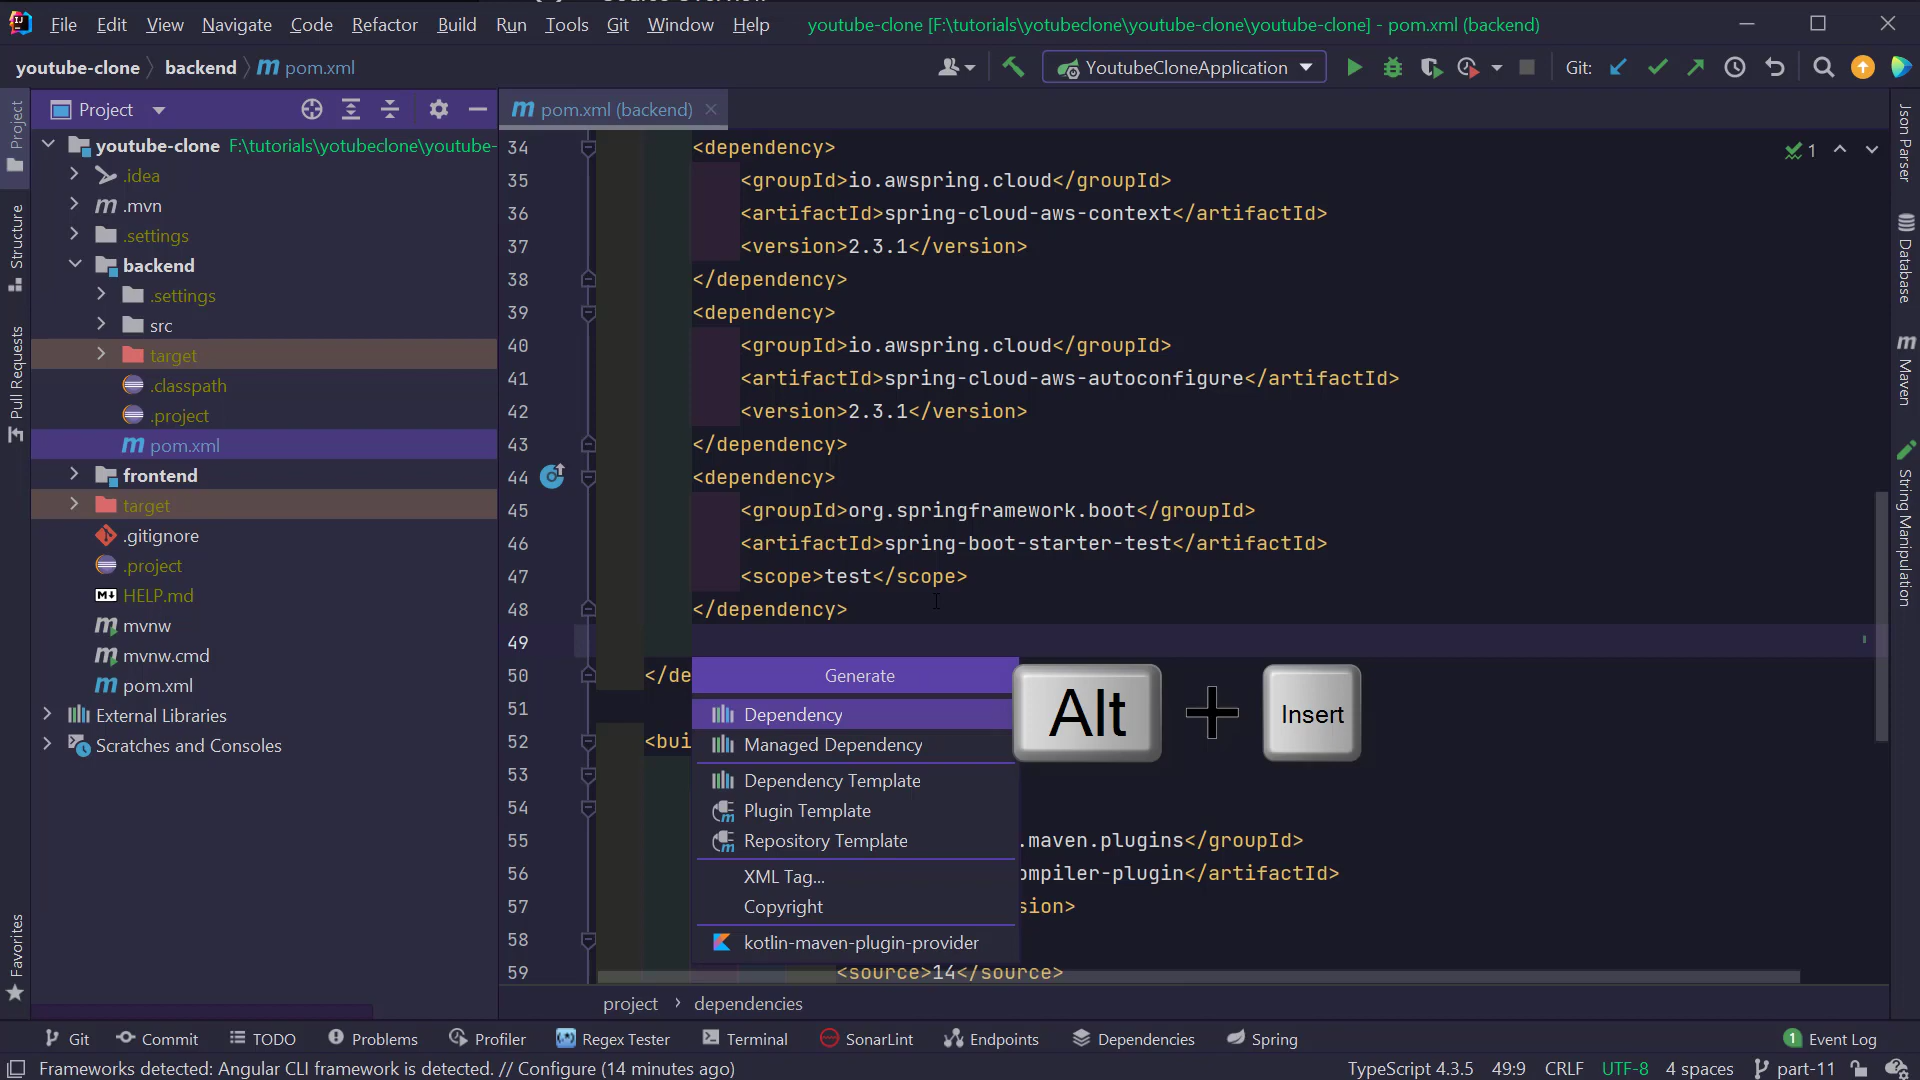 File Edit View Navigate Code Refactor Build Run Tools Git Window Help youtube-clone [F:\tutorials\yotubeclone\youtube-clone\youtube-clone] - pom.xml (backend)
youtube-clone backend m pom.xml YoutubeCloneApplication Git:
Project pom.xml (backend)
youtube-clone F:\tutorials\yotubeclone\youtube-
.idea
.mvn
.settings
backend
.settings
src
target
.classpath
.project
pom.xml
frontend
target
.gitignore
.project
HELP.md
mvnw
mvnw.cmd
pom.xml
External Libraries
Scratches and Consoles
Project
Structure
Pull Requests
Favorites
34 <dependency>
35 <groupId>io.awspring.cloud</groupId>
36 <artifactId>spring-cloud-aws-context</artifactId>
37 <version>2.3.1</version>
38 </dependency>
39 <dependency>
40 <groupId>io.awspring.cloud</groupId>
41 <artifactId>spring-cloud-aws-autoconfigure</artifactId>
42 <version>2.3.1</version>
43 </dependency>
44 <dependency>
45 <groupId>org.springframework.boot</groupId>
46 <artifactId>spring-boot-starter-test</artifactId>
47 <scope>test</scope>
48 </dependency>
49
50 </de
51
52 <bui
53
54
55 .maven.plugins</groupId>
56 ompiler-plugin</artifactId>
57 sion>
58
59 <source>14</source>
1
Generate
Dependency
Managed Dependency
Dependency Template
Plugin Template
Repository Template
XML Tag...
Copyright
kotlin-maven-plugin-provider
Alt + Insert
Json Parser
Database
Maven
String Manipulation
project › dependencies
Git Commit TODO Problems Profiler Regex Tester Terminal SonarLint Endpoints Dependencies Spring 1 Event Log
Frameworks detected: Angular CLI framework is detected. // Configure (14 minutes ago) TypeScript 4.3.5 49:9 CRLF UTF-8 4 spaces part-11